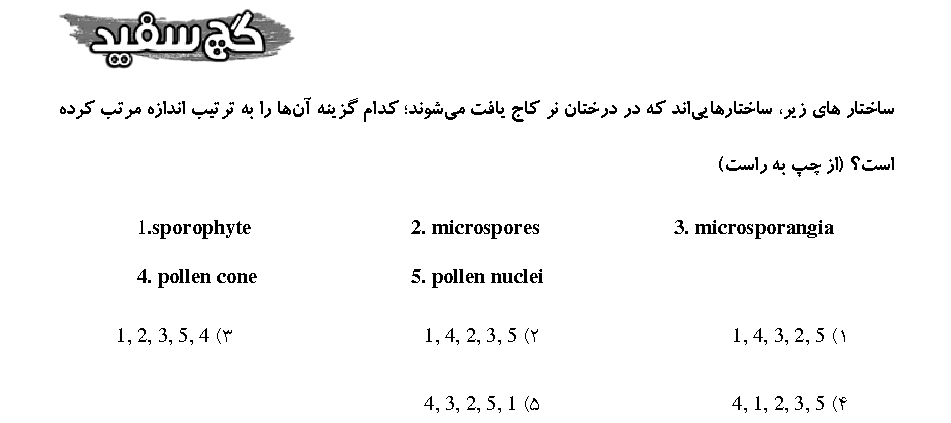 گچ سفید
ساختار های زیر، ساختارهایی‌اند که در درختان نر کاج یافت می‌شوند؛ کدام گزینه آن‌ها را به ترتیب اندازه مرتب کرده
است؟ (از چپ به راست)
1.sporophyte 2. microspores 3. microsporangia
4. pollen cone 5. pollen nuclei
۱) 1, 4, 3, 2, 5 ۲) 1, 4, 2, 3, 5 ۳) 1, 2, 3, 5, 4
۴) 4, 1, 2, 3, 5 ۵) 4, 3, 2, 5, 1